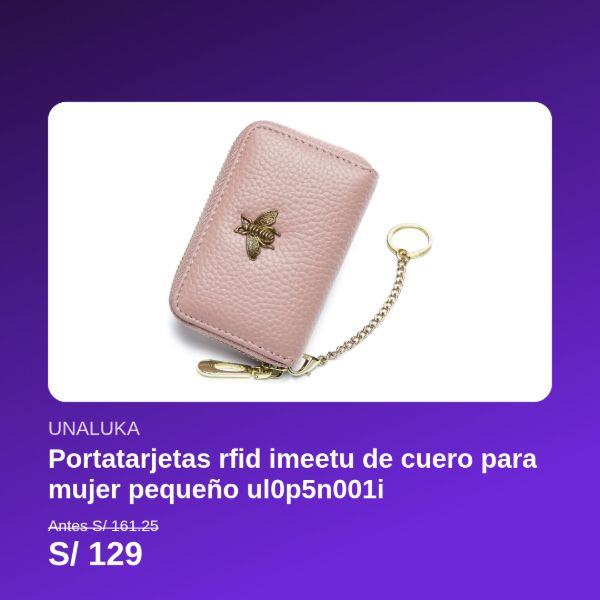 UNALUKA
Portatarjetas rfid imeetu de cuero para
mujer pequeño ul0p5n001i
Antes S/ 161.25
S/ 129